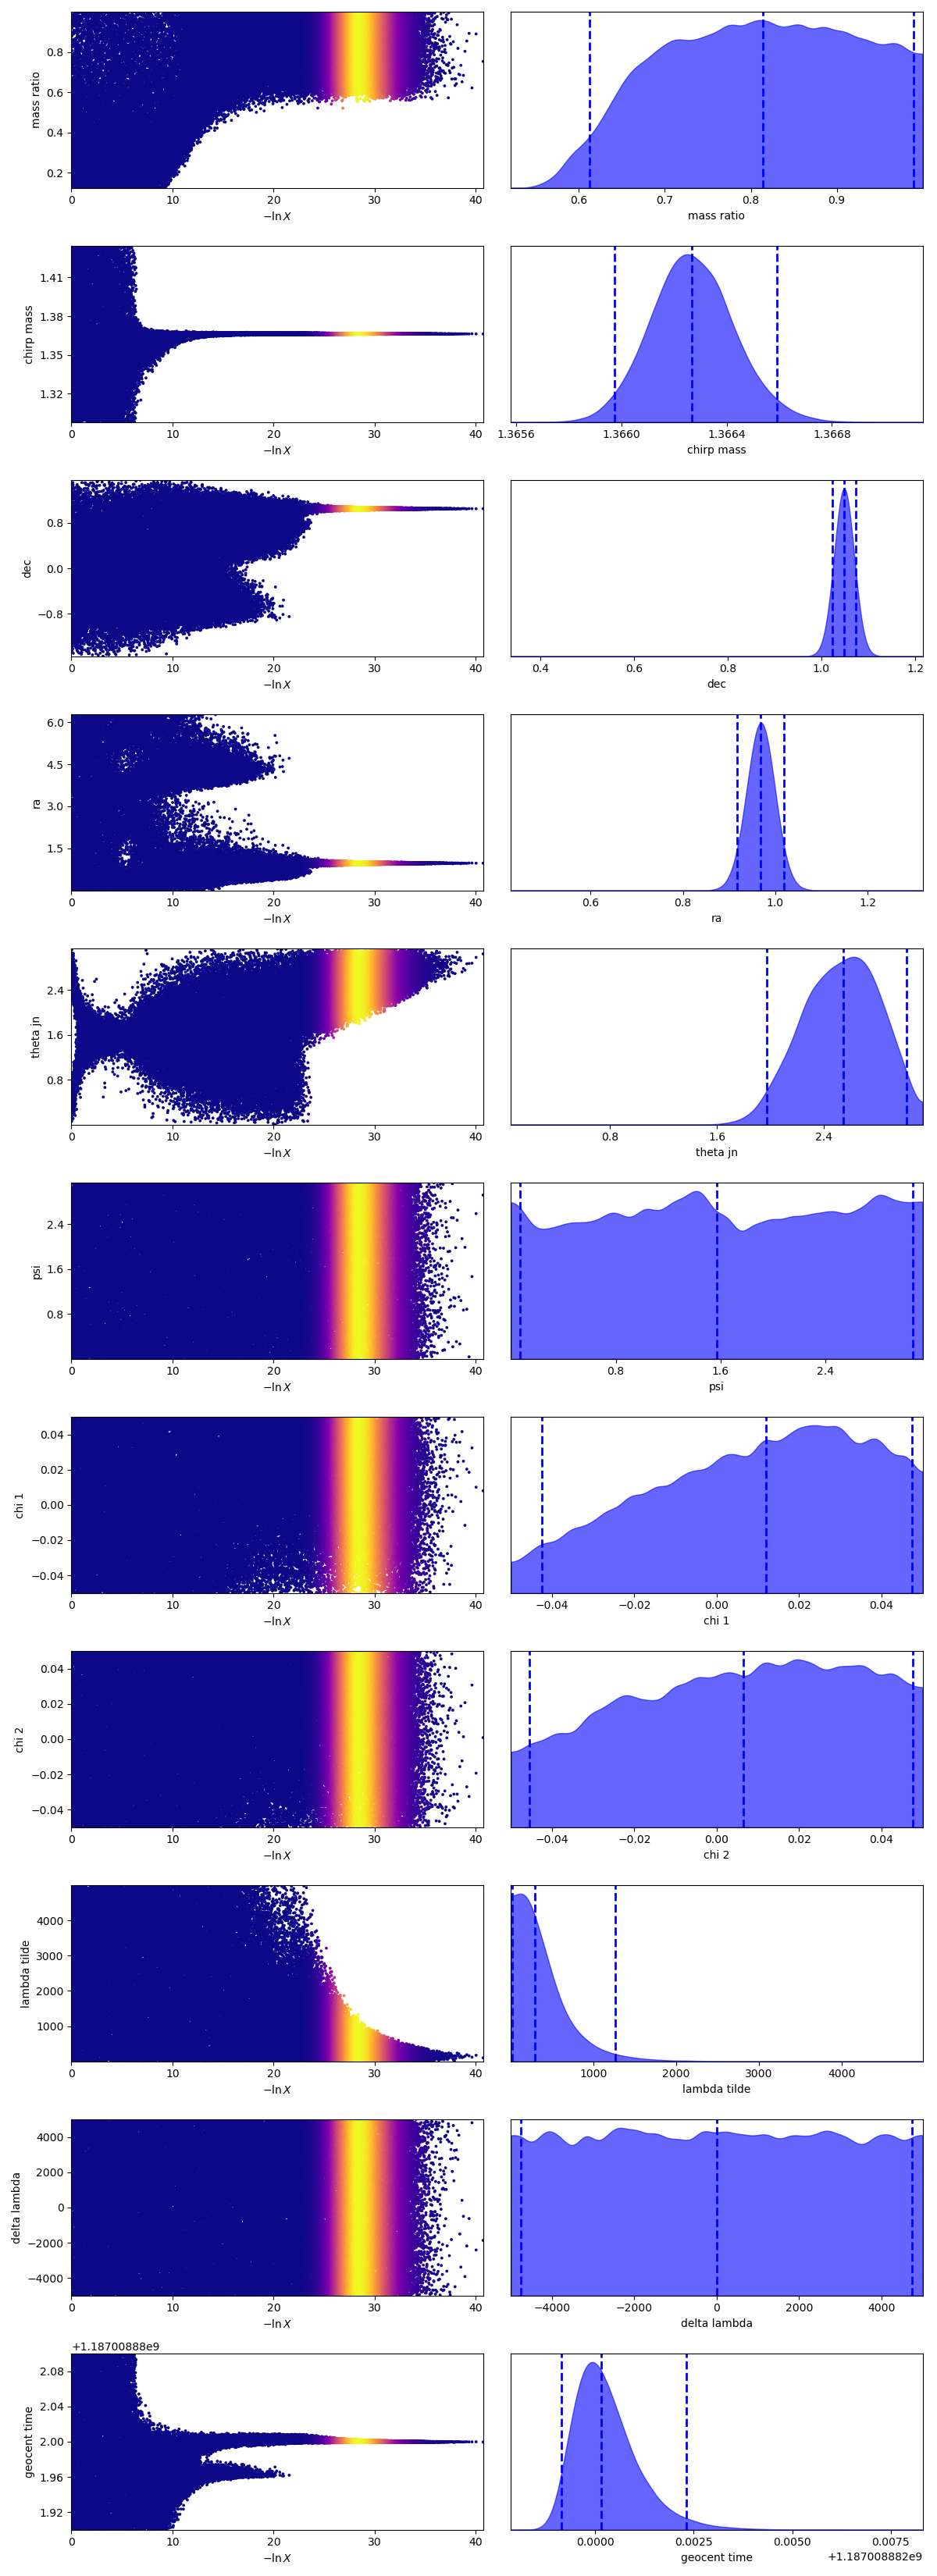 0.8
0.6
0.4
0.2
mass ratio
0 10 20 30 40
−ln X
0.6 0.7 0.8 0.9
mass ratio
1.41
1.38
1.35
1.32
chirp mass
0 10 20 30 40
−ln X
1.3656 1.3660 1.3664 1.3668
chirp mass
0.8
0.0
−0.8
dec
0 10 20 30 40
−ln X
0.4 0.6 0.8 1.0 1.2
dec
6.0
4.5
3.0
1.5
ra
0 10 20 30 40
−ln X
0.6 0.8 1.0 1.2
ra
2.4
1.6
0.8
theta jn
0 10 20 30 40
−ln X
0.8 1.6 2.4
theta jn
2.4
1.6
0.8
psi
0 10 20 30 40
−ln X
0.8 1.6 2.4
psi
0.04
0.02
0.00
−0.02
−0.04
chi 1
0 10 20 30 40
−ln X
−0.04 −0.02 0.00 0.02 0.04
chi 1
0.04
0.02
0.00
−0.02
−0.04
chi 2
0 10 20 30 40
−ln X
−0.04 −0.02 0.00 0.02 0.04
chi 2
4000
3000
2000
1000
lambda tilde
0 10 20 30 40
−ln X
1000 2000 3000 4000
lambda tilde
4000
2000
0
−2000
−4000
delta lambda
0 10 20 30 40
−ln X
−4000 −2000 0 2000 4000
delta lambda
+1.18700888e9
2.08
2.04
2.00
1.96
1.92
geocent time
0 10 20 30 40
−ln X
0.0000 0.0025 0.0050 0.0075
geocent time
+1.187008882e9